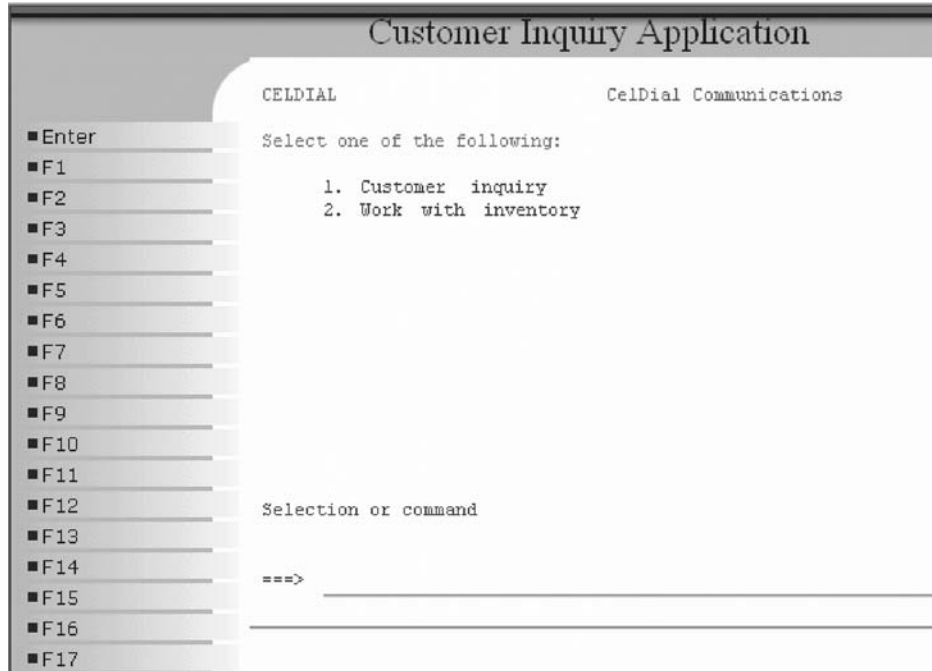 Customer Inquiry Application
CELDIAL CelDial Communications
Select one of the following:
1. Customer inquiry
2. Work with inventory
Selection or command
===>
Enter
F1
F2
F3
F4
F5
F6
F7
F8
F9
F10
F11
F12
F13
F14
F15
F16
F17